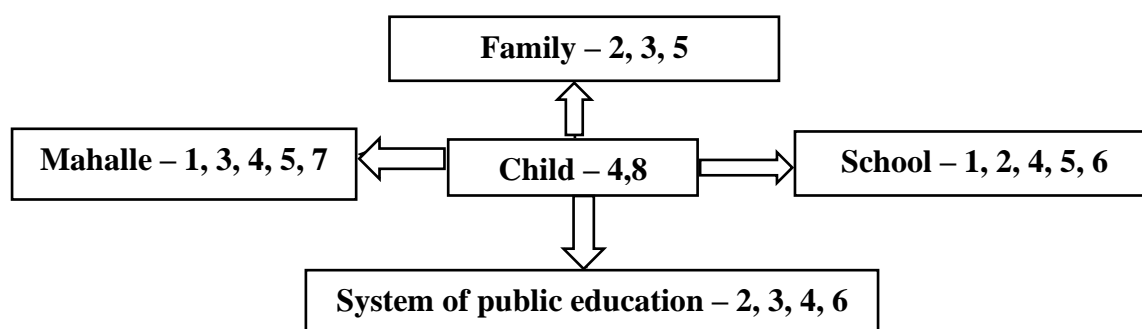 Family – 2, 3, 5
Mahalle – 1, 3, 4, 5, 7
Child – 4,8
School – 1, 2, 4, 5, 6
System of public education – 2, 3, 4, 6